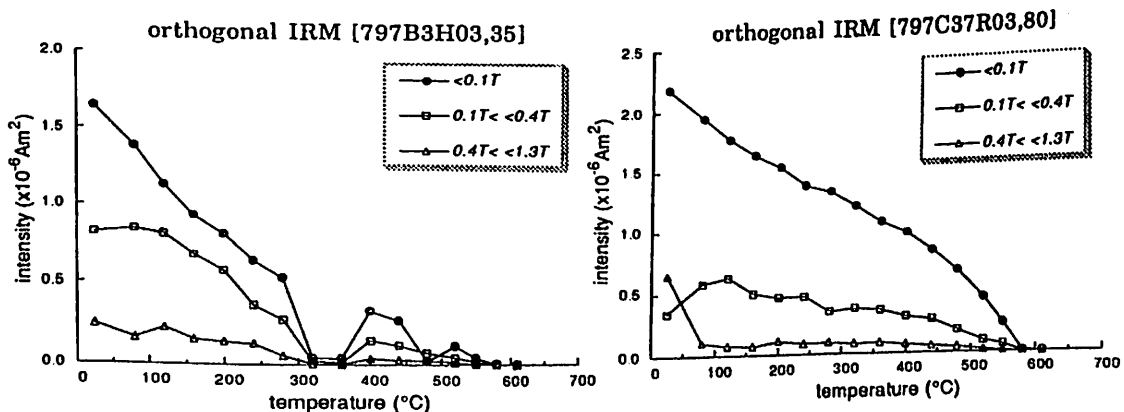 orthogonal IRM [797B3H03,35]
2.0
1.5
1.0
0.5
0.0
intensity (x10-6Am2)
<0.1T
0.1T< <0.4T
0.4T< <1.3T
0 100 200 300 400 500 600 700
temperature (°C)
orthogonal IRM [797C37R03,80]
2.5
2.0
1.5
1.0
0.5
0.0
intensity (x10-6Am2)
<0.1T
0.1T< <0.4T
0.4T< <1.3T
0 100 200 300 400 500 600 700
temperature (°C)